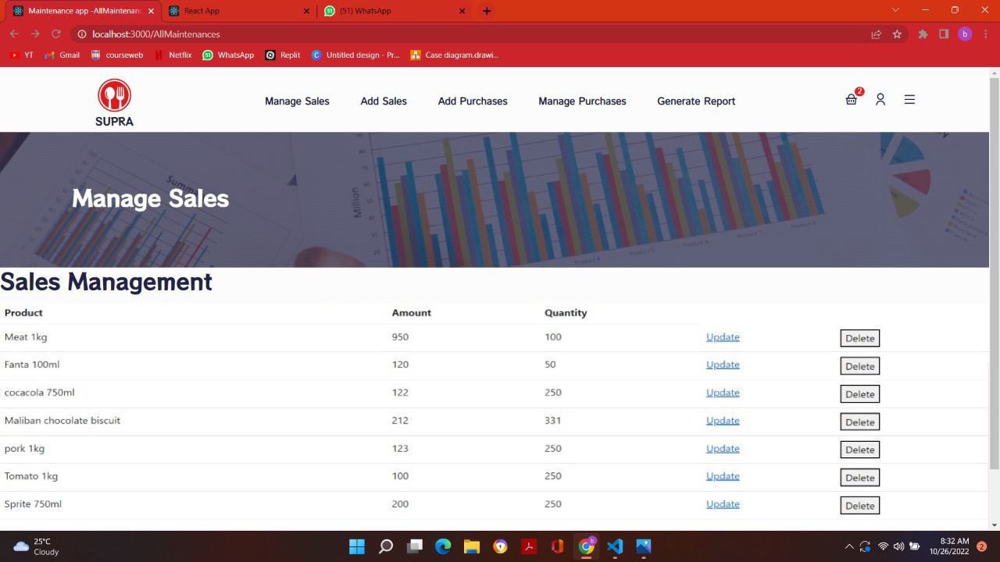 Maintenance app -AllMaintenanc
React App
(51) WhatsApp
localhost:3000/AllMaintenances
b
YT
Gmail
courseweb
Netflix
51 WhatsApp
Replit
Untitled design - Pr...
Case diagram.drawi...
SUPRA
Manage Sales
Add Sales
Add Purchases
Manage Purchases
Generate Report
2
Manage Sales
Million
Sales Management
Product Amount Quantity
Meat 1kg 950 100 Update Delete
Fanta 100ml 120 50 Update Delete
cocacola 750ml 122 250 Update Delete
Maliban chocolate biscuit 212 331 Update Delete
pork 1kg 123 250 Update Delete
Tomato 1kg 100 250 Update Delete
Sprite 750ml 200 250 Update Delete
25°C
Cloudy
8:32 AM
10/26/2022
2